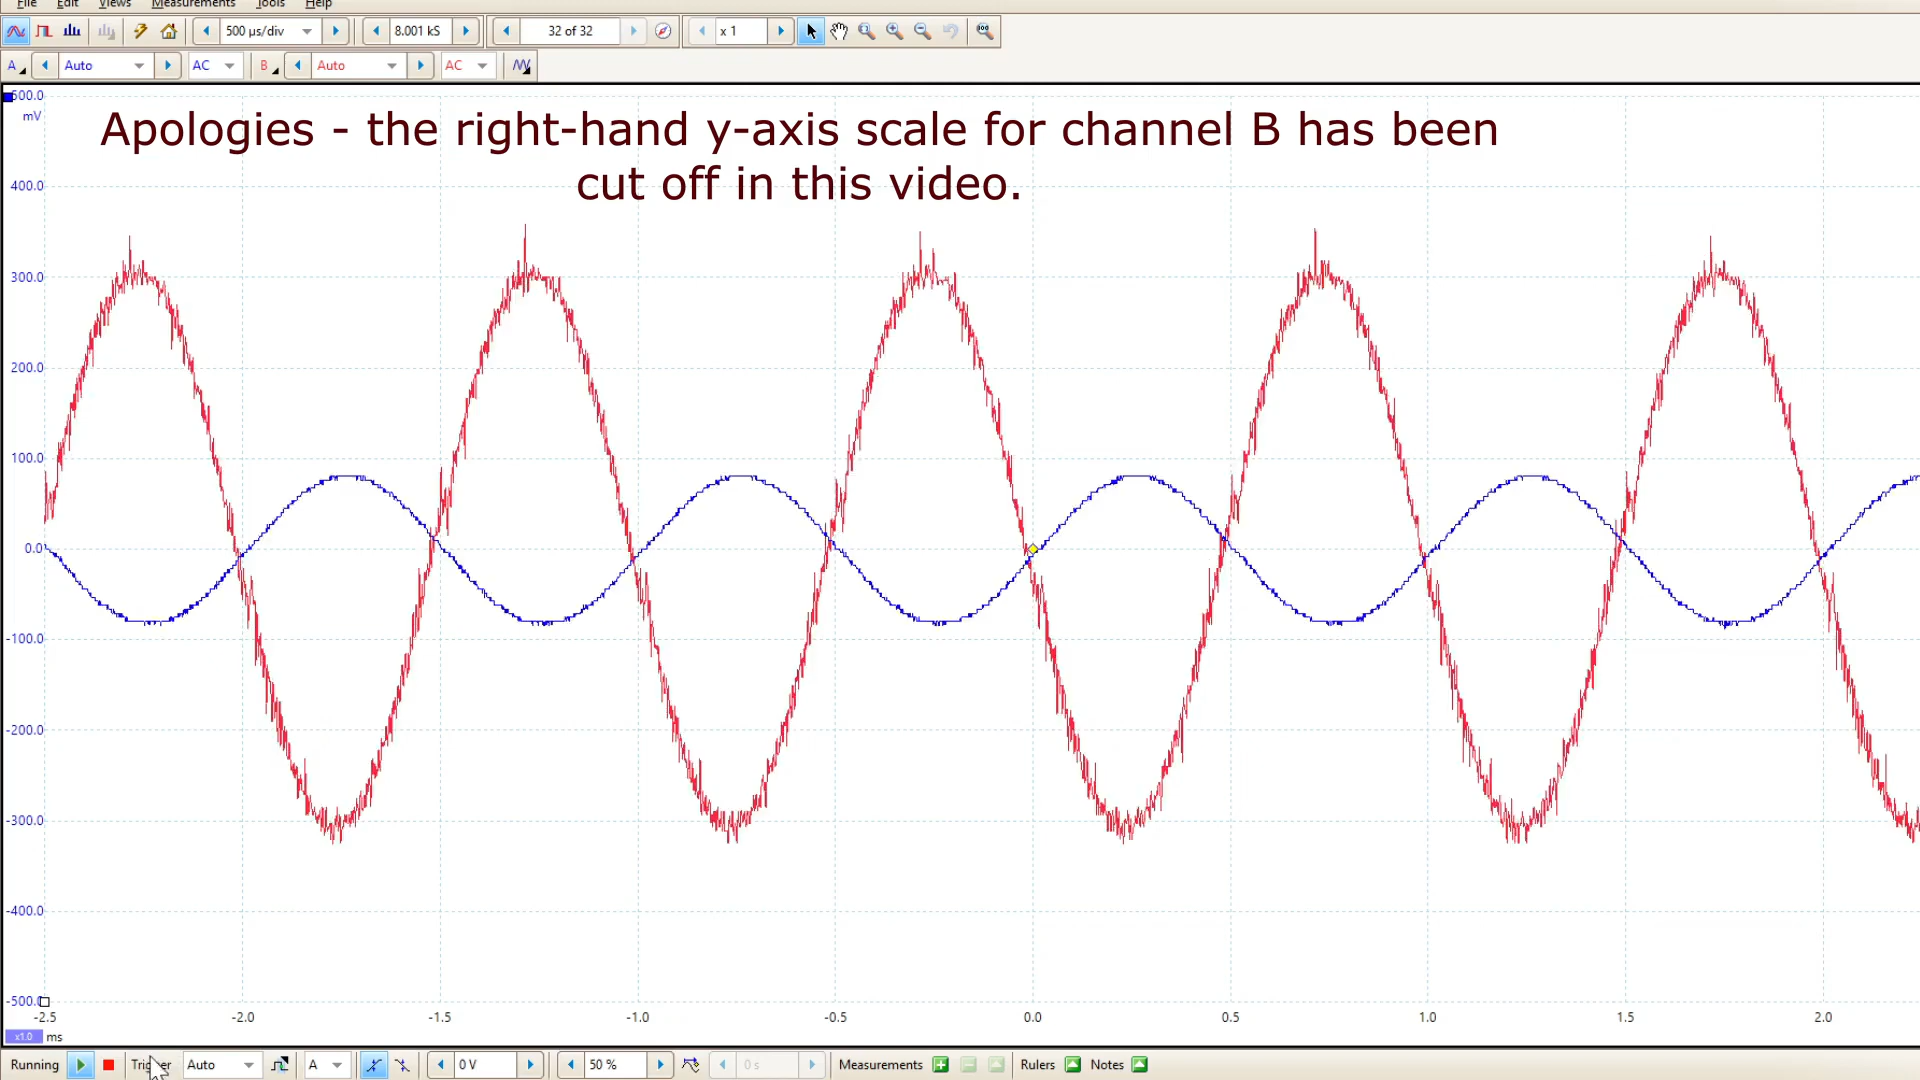 File Edit Views Measurements Tools Help
500 µs/div 8.001 kS 32 of 32 x 1
A Auto AC B Auto AC
500.0
mV
Apologies - the right-hand y-axis scale for channel B has been
cut off in this video.
400.0
300.0
200.0
100.0
0.0
-100.0
-200.0
-300.0
-400.0
-500.0
-2.5 -2.0 -1.5 -1.0 -0.5 0.0 0.5 1.0 1.5 2.0
x1.0 ms
Running Trigger Auto A 0 V 50 % 0 s Measurements Rulers Notes